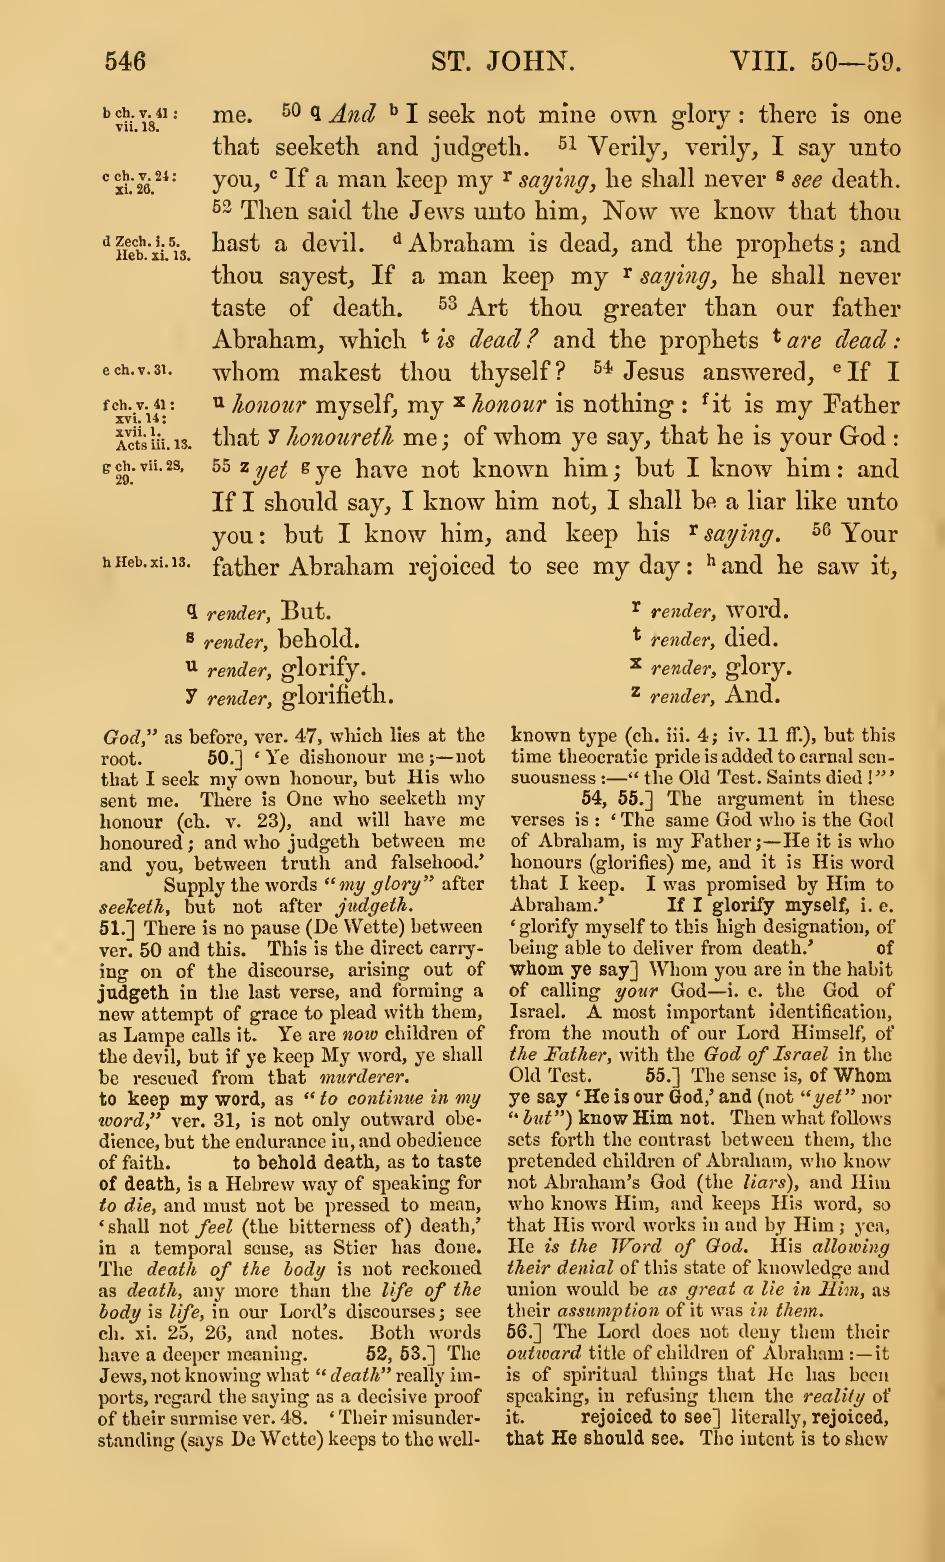 546 ST. JOHN. VIII. 50—59.
b ch. v. 41 :
vii. 18.
me. 50 q And b I seek not mine own glory : there is one
that seeketh and judgeth. 51 Verily, verily, I say unto
c ch. v. 24 :
xi. 26.
you, c If a man keep my r saying, he shall never s see death.
52 Then said the Jews unto him, Now we know that thou
d Zech. i. 5.
Heb. xi. 13.
hast a devil. d Abraham is dead, and the prophets; and
thou sayest, If a man keep my r saying, he shall never
taste of death. 53 Art thou greater than our father
Abraham, which t is dead? and the prophets t are dead :
e ch. v. 31.
whom makest thou thyself? 54 Jesus answered, e If I
f ch. v. 41 :
xvi. 14 :
xvii. 1.
Acts iii. 13.
u honour myself, my x honour is nothing : f it is my Father
that y honoureth me; of whom ye say, that he is your God :
g ch. vii. 28,
29.
55 z yet g ye have not known him; but I know him : and
If I should say, I know him not, I shall be a liar like unto
you : but I know him, and keep his r saying. 56 Your
h Heb. xi. 13.
father Abraham rejoiced to see my day : h and he saw it,
q render, But.
r render, word.
s render, behold.
t render, died.
u render, glorify.
x render, glory.
y render, glorifieth.
z render, And.
God," as before, ver. 47, which lies at the
root. 50.] ‘ Ye dishonour me ;—not
that I seek my own honour, but His who
sent me. There is One who seeketh my
honour (ch. v. 23), and will have me
honoured; and who judgeth between me
and you, between truth and falsehood.’
Supply the words “my glory” after
seeketh, but not after judgeth.
51.] There is no pause (De Wette) between
ver. 50 and this. This is the direct carry-
ing on of the discourse, arising out of
judgeth in the last verse, and forming a
new attempt of grace to plead with them,
as Lampe calls it. Ye are now children of
the devil, but if ye keep My word, ye shall
be rescued from that murderer.
to keep my word, as “to continue in my
word,” ver. 31, is not only outward obe-
dience, but the endurance in, and obedience
of faith. to behold death, as to taste
of death, is a Hebrew way of speaking for
to die, and must not be pressed to mean,
‘shall not feel (the bitterness of) death,’
in a temporal sense, as Stier has done.
The death of the body is not reckoned
as death, any more than the life of the
body is life, in our Lord's discourses; see
ch. xi. 25, 26, and notes. Both words
have a deeper meaning. 52, 53.] The
Jews, not knowing what “death” really im-
ports, regard the saying as a decisive proof
of their surmise ver. 48. ‘Their misunder-
standing (says De Wette) keeps to the well-
known type (ch. iii. 4; iv. 11 ff.), but this
time theocratic pride is added to carnal sen-
suousness :—“ the Old Test. Saints died !”’
54, 55.] The argument in these
verses is : ‘The same God who is the God
of Abraham, is my Father;—He it is who
honours (glorifies) me, and it is His word
that I keep. I was promised by Him to
Abraham.’ If I glorify myself, i. e.
‘glorify myself to this high designation, of
being able to deliver from death.’ of
whom ye say] Whom you are in the habit
of calling your God—i. e. the God of
Israel. A most important identification,
from the mouth of our Lord Himself, of
the Father, with the God of Israel in the
Old Test. 55.] The sense is, of Whom
ye say ‘He is our God,’ and (not “yet” nor
“but”) know Him not. Then what follows
sets forth the contrast between them, the
pretended children of Abraham, who know
not Abraham's God (the liars), and Him
who knows Him, and keeps His word, so
that His word works in and by Him; yea,
He is the Word of God. His allowing
their denial of this state of knowledge and
union would be as great a lie in Him, as
their assumption of it was in them.
56.] The Lord does not deny them their
outward title of children of Abraham :—it
is of spiritual things that He has been
speaking, in refusing them the reality of
it. rejoiced to see] literally, rejoiced,
that He should see. The intent is to shew